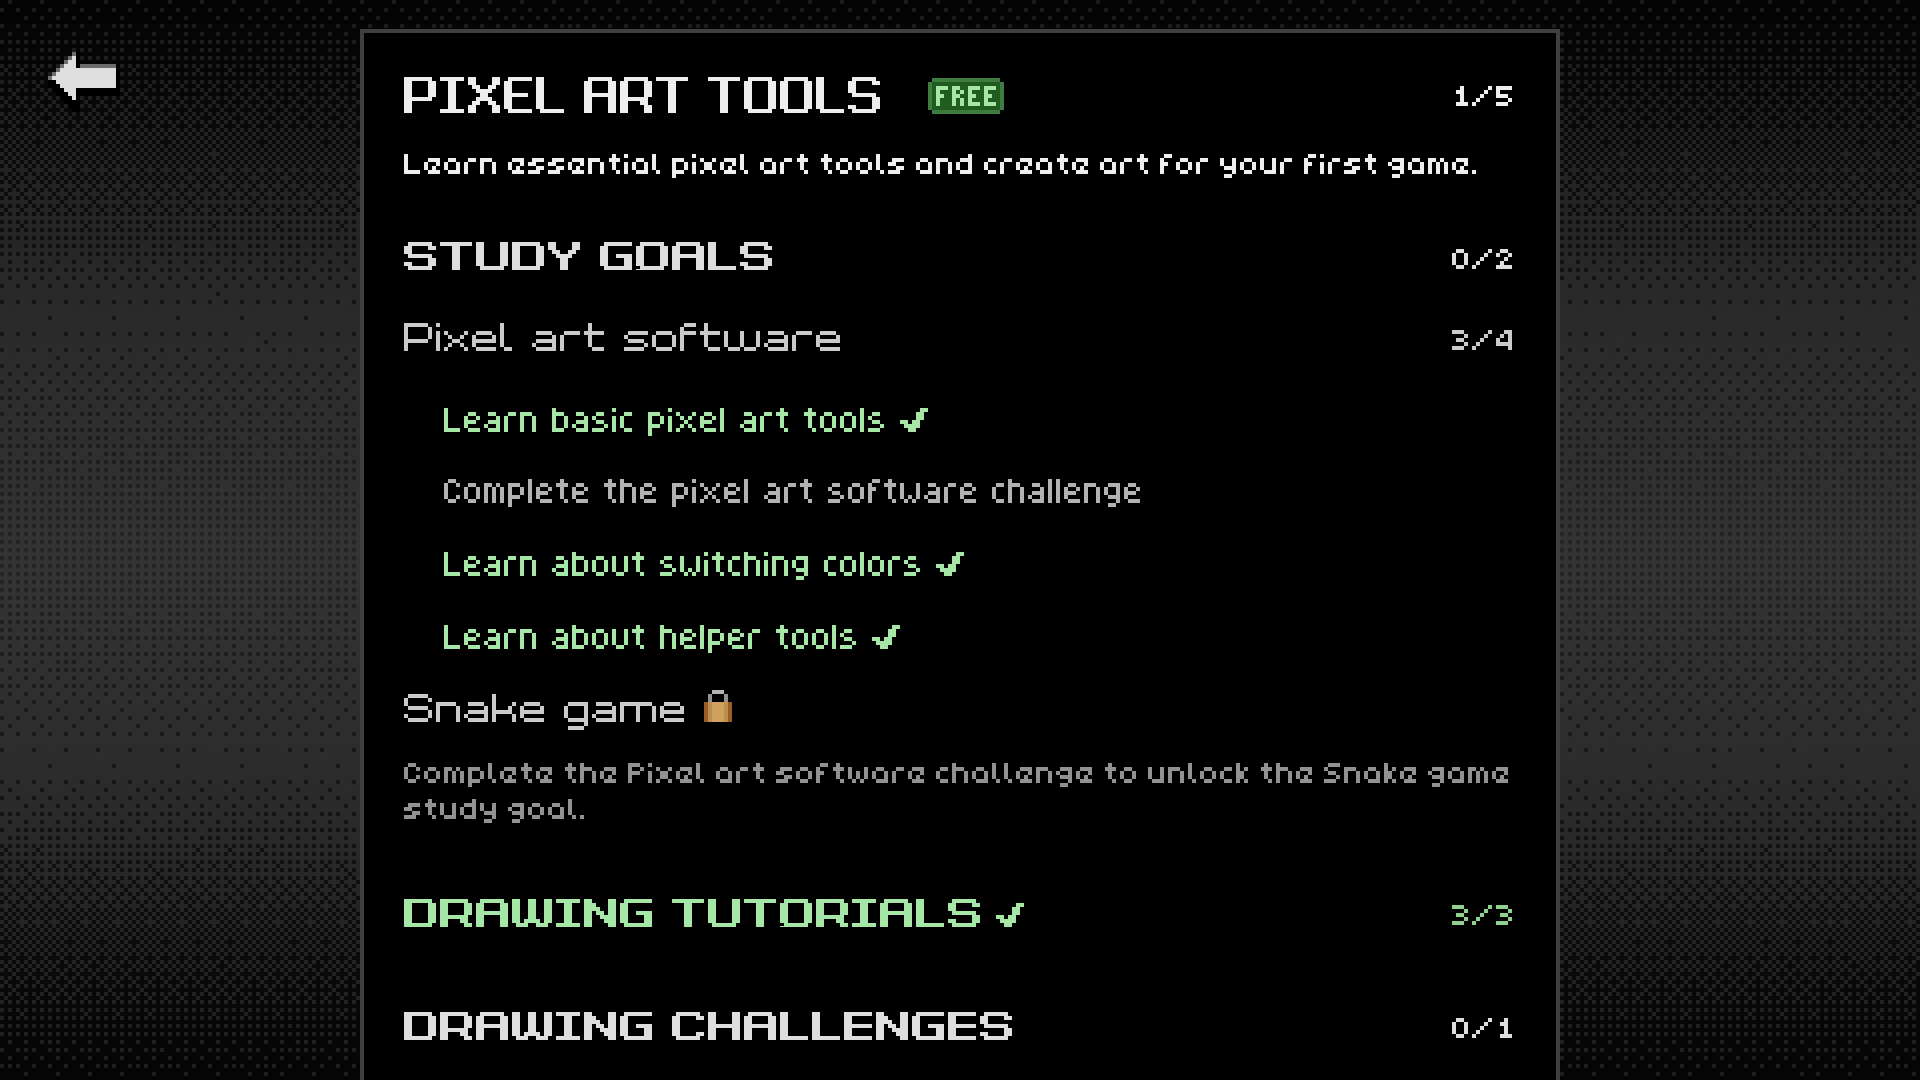 PIXEL ART TOOLS FREE 1/5
Learn essential pixel art tools and create art for your first game.
STUDY GOALS 0/2
Pixel art software 3/4
Learn basic pixel art tools
Complete the pixel art software challenge
Learn about switching colors
Learn about helper tools
Snake game
Complete the Pixel art software challenge to unlock the Snake game
study goal.
DRAWING TUTORIALS 3/3
DRAWING CHALLENGES 0/1